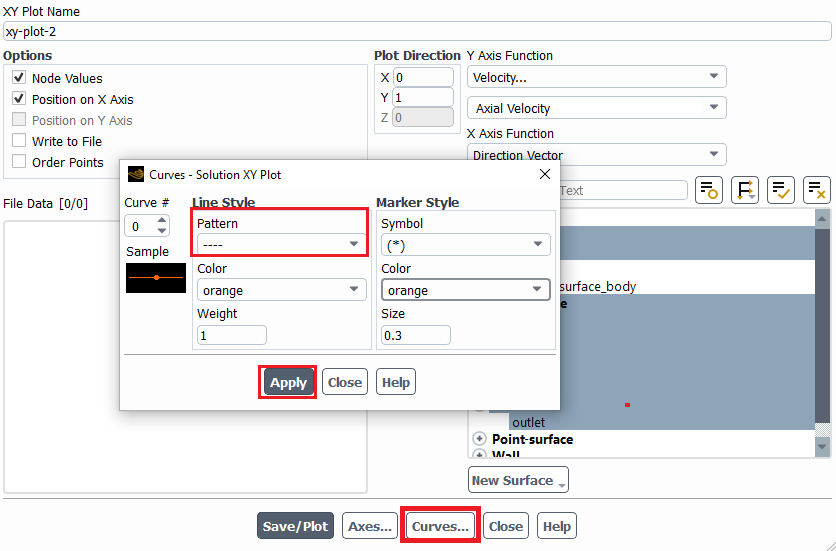 XY Plot Name
xy-plot-2
Options
Node Values
Position on X Axis
Position on Y Axis
Write to File
Order Points
Plot Direction
X 0
Y 1
Z 0
Y Axis Function
Velocity...
Axial Velocity
X Axis Function
Direction Vector
File Data [0/0]
Text
Curves - Solution XY Plot
Curve #
0
Sample
Line Style
Pattern
----
Color
orange
Weight
1
Marker Style
Symbol
(*)
Color
orange
Size
0.3
Apply
Close
Help
surface_body
outlet
Point-surface
Wall
New Surface
Save/Plot
Axes...
Curves...
Close
Help